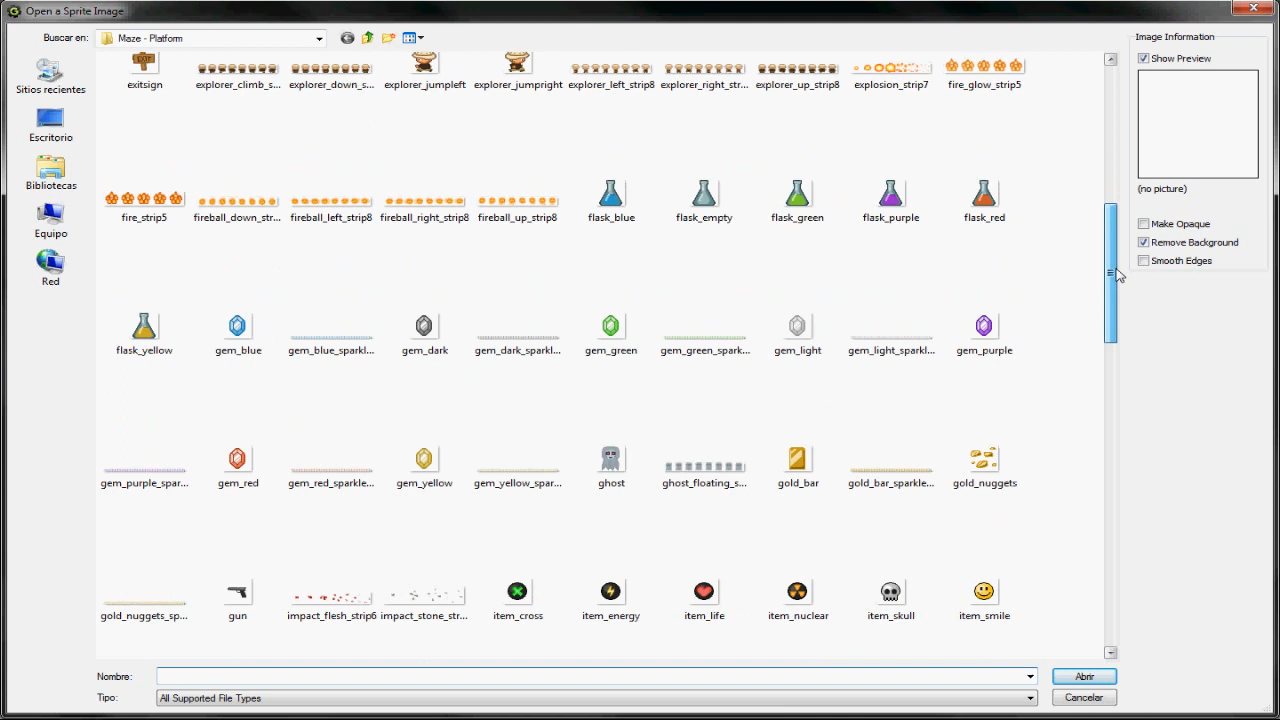 Open a Sprite Image
Buscar en: Maze - Platform
Image Information
Sitios recientes
Escritorio
Bibliotecas
Equipo
Red
EXIT
exitsign explorer_climb_s... explorer_down_s... explorer_jumpleft explorer_jumpright explorer_left_strip8 explorer_right_str... explorer_up_strip8 explosion_strip7 fire_glow_strip5
fire_strip5 fireball_down_str... fireball_left_strip8 fireball_right_strip8 fireball_up_strip8 flask_blue flask_empty flask_green flask_purple flask_red
flask_yellow gem_blue gem_blue_sparkl... gem_dark gem_dark_sparkl... gem_green gem_green_spark... gem_light gem_light_sparkl... gem_purple
gem_purple_spar... gem_red gem_red_sparkle... gem_yellow gem_yellow_spar... ghost ghost_floating_s... gold_bar gold_bar_sparkle... gold_nuggets
gold_nuggets_sp... gun impact_flesh_strip6 impact_stone_str... item_cross item_energy item_life item_nuclear item_skull item_smile
Show Preview
(no picture)
Make Opaque
Remove Background
Smooth Edges
Nombre:
Abrir
Tipo: All Supported File Types
Cancelar